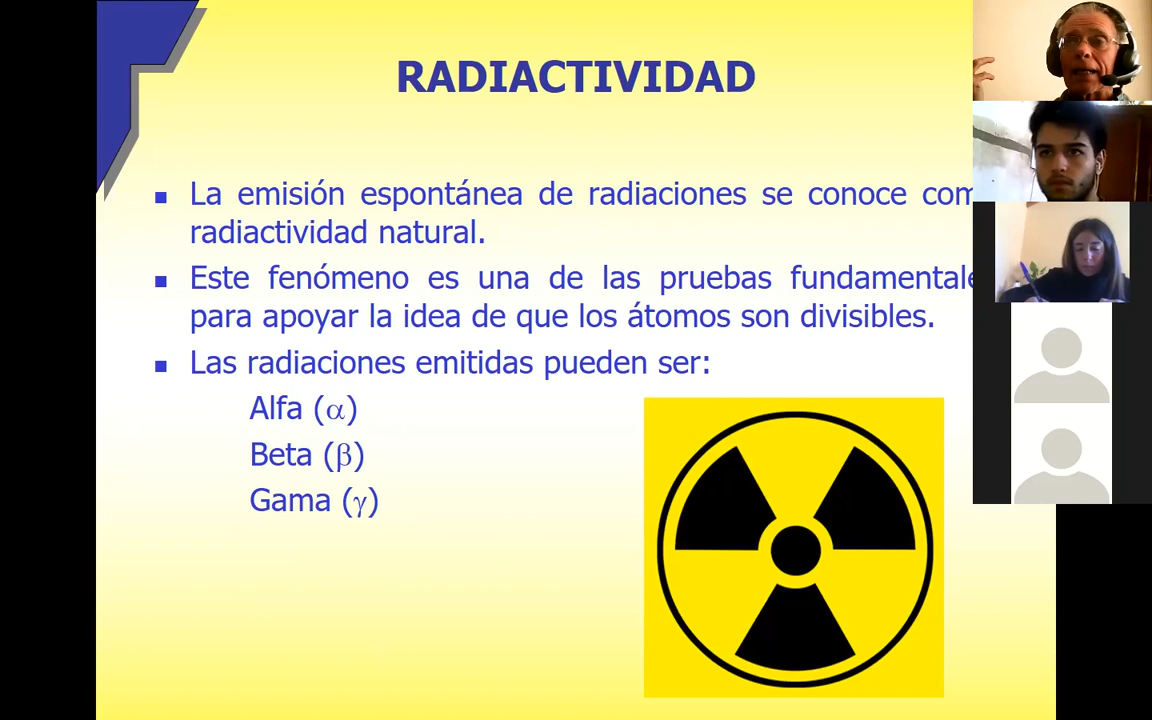 RADIACTIVIDAD
La emisión espontánea de radiaciones se conoce com
radiactividad natural.
Este fenómeno es una de las pruebas fundamentale
para apoyar la idea de que los átomos son divisibles.
Las radiaciones emitidas pueden ser:
Alfa (α)
Beta (β)
Gama (γ)